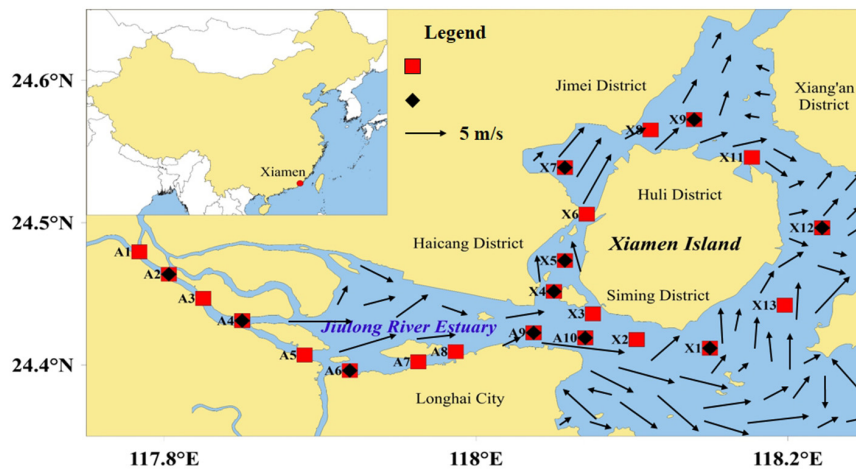 Legend
5 m/s
Xiamen
24.6°N
24.5°N
24.4°N
117.8°E
118°E
118.2°E
Jimei District
Xiang'an
District
Huli District
Haicang District
Xiamen Island
Siming District
Jiulong River Estuary
Longhai City
A1
A2
A3
A4
A5
A6
A7
A8
A9
A10
X1
X2
X3
X4
X5
X6
X7
X8
X9
X11
X12
X13